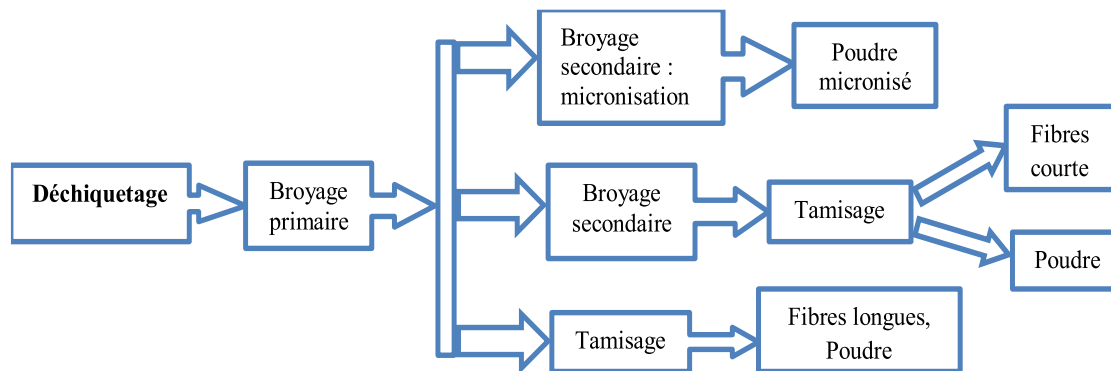 Déchiquetage
Broyage
primaire
Broyage
secondaire :
micronisation
Poudre
micronisé
Broyage
secondaire
Tamisage
Fibres
courte
Poudre
Tamisage
Fibres longues,
Poudre